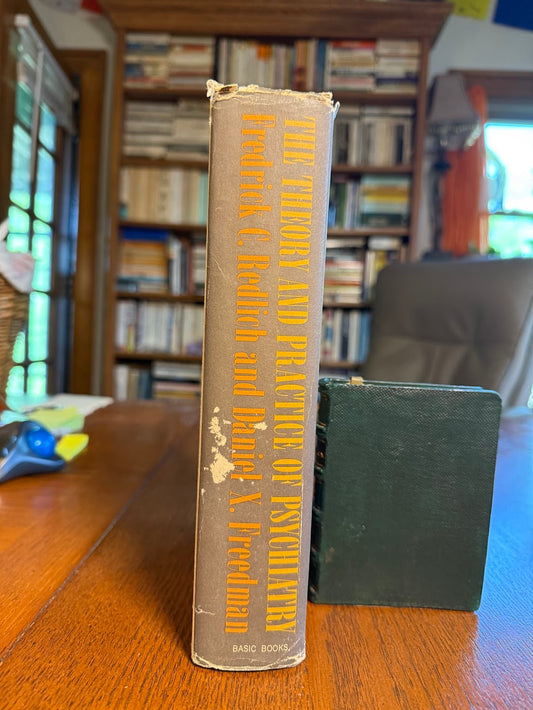 THE THEORY AND PRACTICE OF PSYCHIATRY
Fredrick C. Redlich and Daniel X. Freedman
BASIC BOOKS